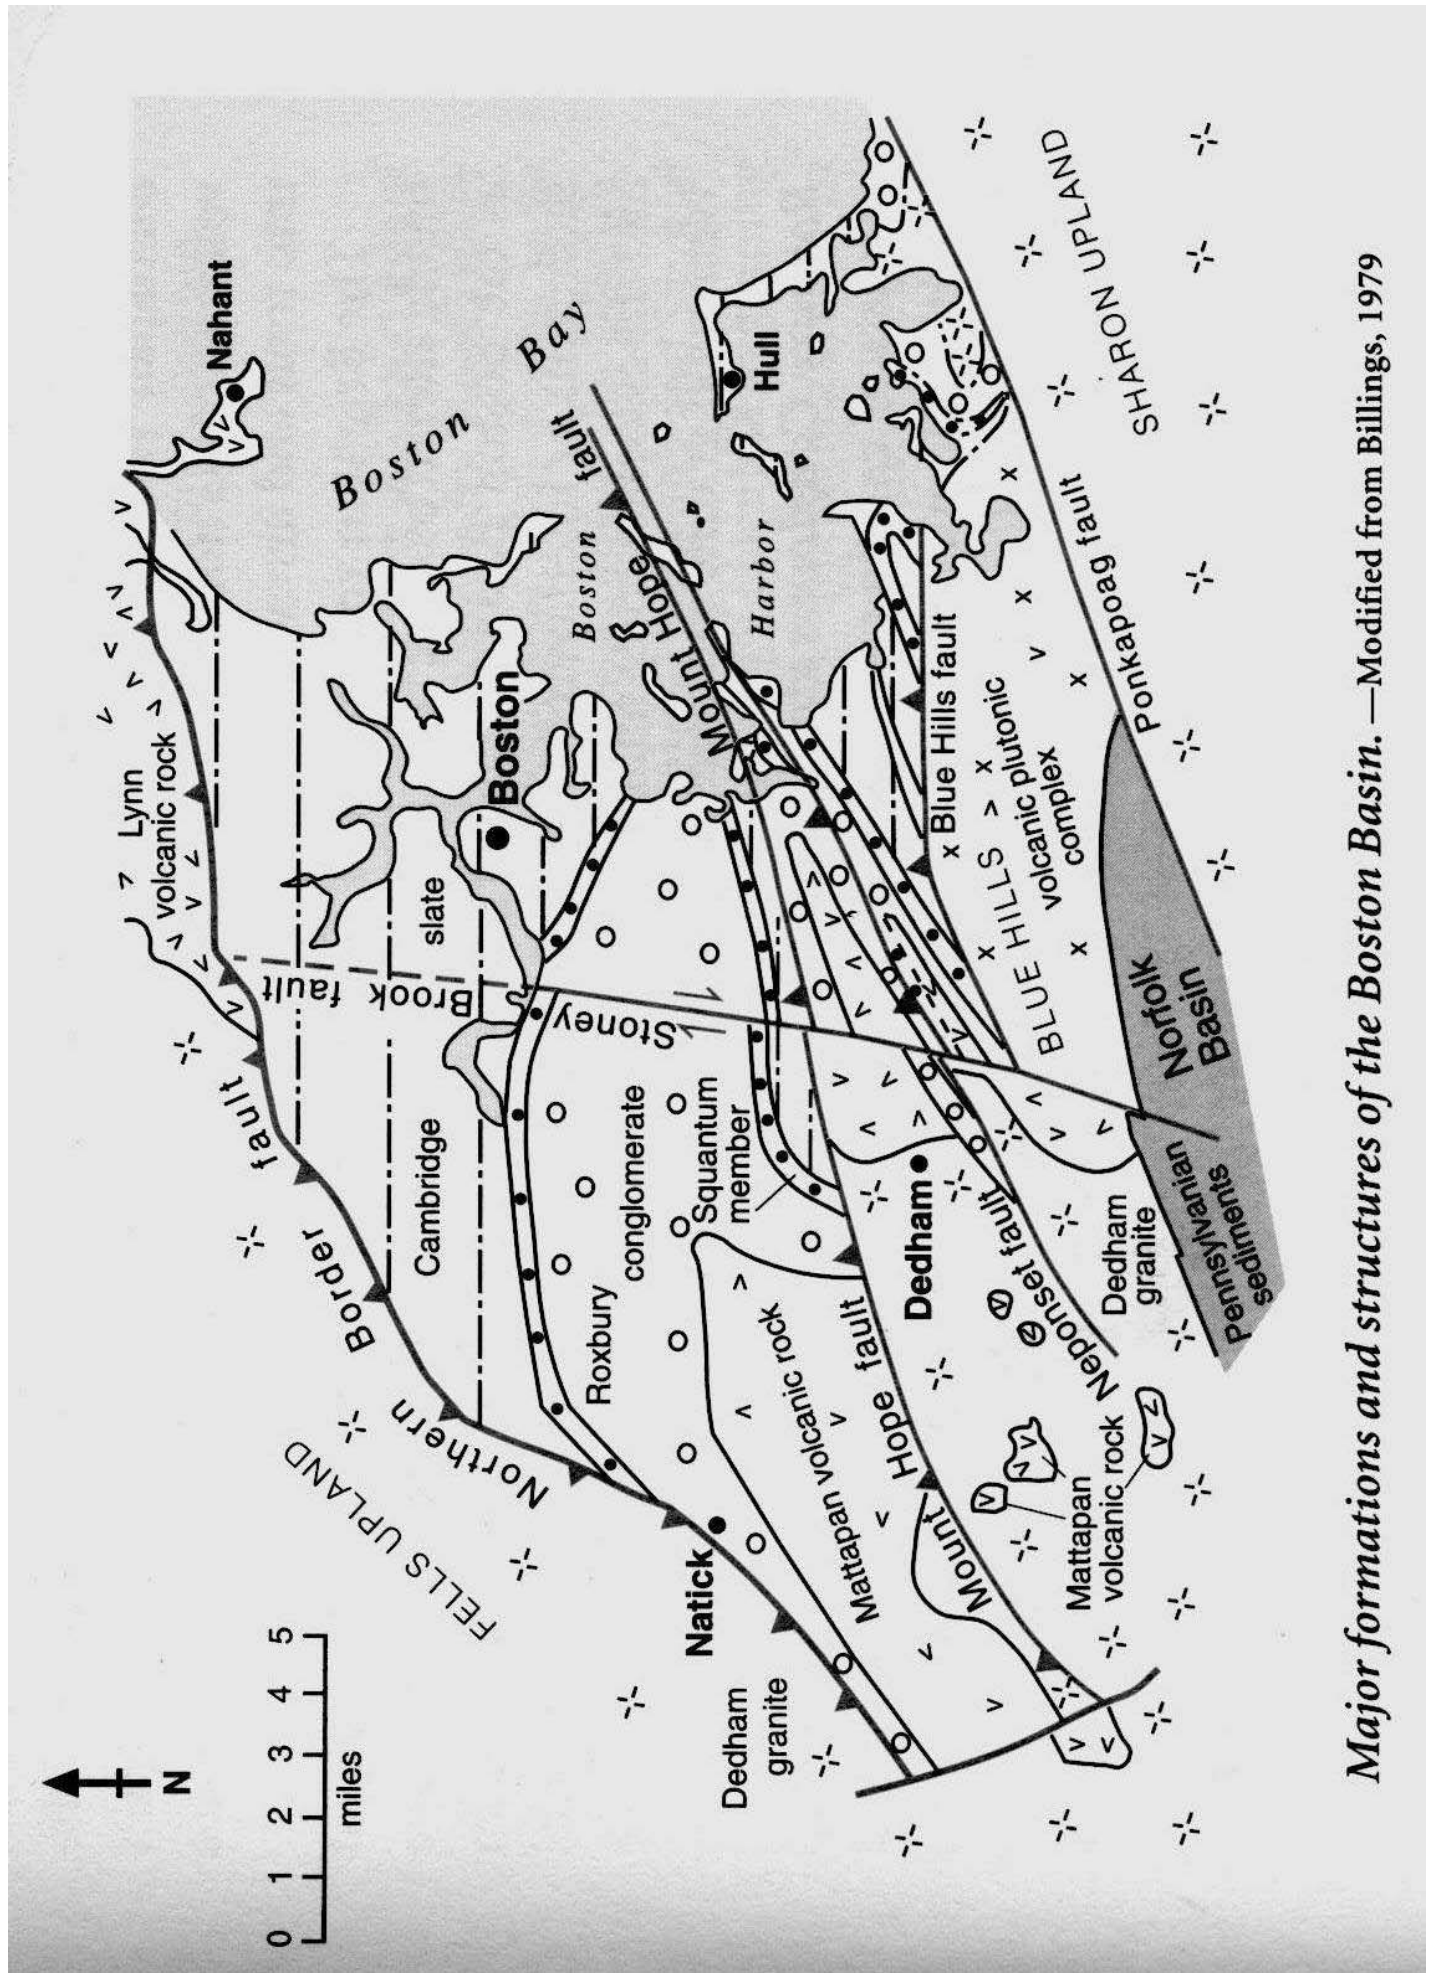 N
0 1 2 3 4 5
miles
FELLS UPLAND
Northern Border fault
Lynn
volcanic rock
Nahant
Boston Bay
Cambridge
slate
Boston
Stoney Brook fault
Boston
Harbor
Hull
Mount Hope fault
Natick
Roxbury
conglomerate
Squantum
member
Dedham
granite
Mattapan volcanic rock
Mount Hope fault
Dedham
Blue Hills fault
BLUE HILLS
volcanic plutonic
complex
Neponset fault
Mattapan
volcanic rock
Dedham
granite
Ponkapoag fault
SHARON UPLAND
Norfolk
Basin
Pennsylvanian
sediments
Major formations and structures of the Boston Basin. —Modified from Billings, 1979